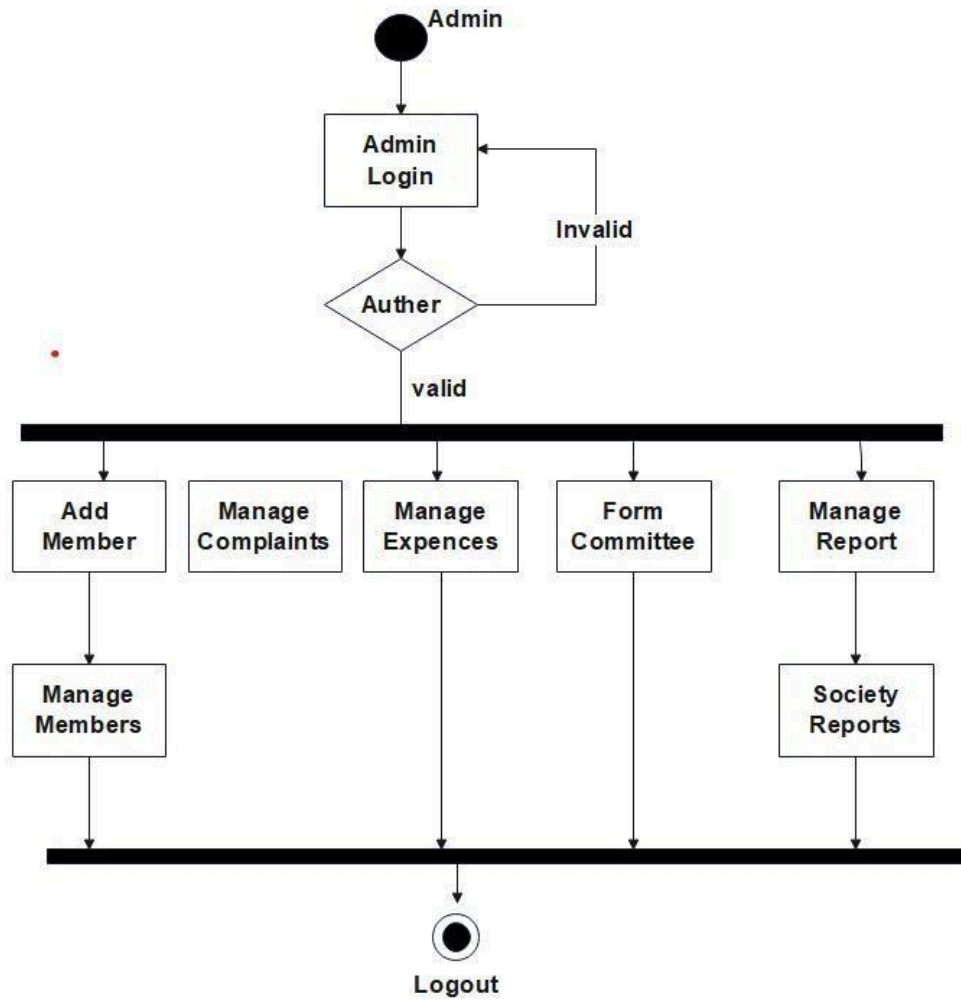 Admin
Admin
Login
Invalid
Auther
valid
Add
Member
Manage
Complaints
Manage
Expences
Form
Committee
Manage
Report
Manage
Members
Society
Reports
Logout